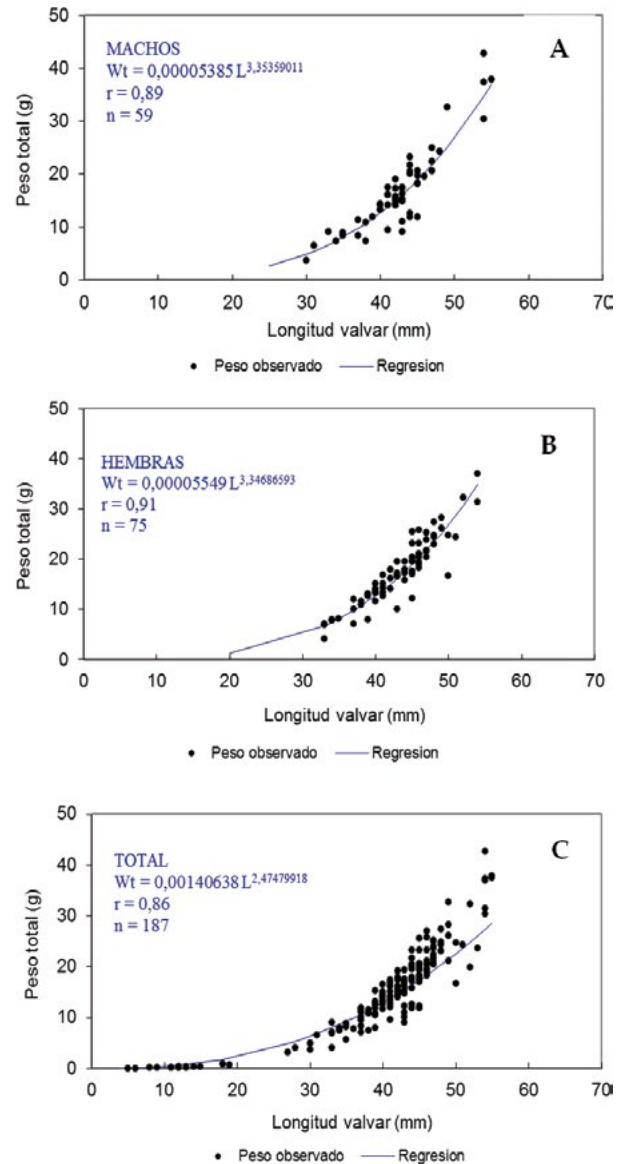 50
40
30
20
10
0
Peso total (g)
MACHOS
Wt = 0,00005385 L3,35359011
r = 0,89
n = 59
A
0 10 20 30 40 50 60 70
Longitud valvar (mm)
Peso observado Regresion
50
40
30
20
10
0
Peso total (g)
HEMBRAS
Wt = 0,00005549 L3,34686593
r = 0,91
n = 75
B
0 10 20 30 40 50 60 70
Longitud valvar (mm)
Peso observado Regresion
50
40
30
20
10
0
Peso total (g)
TOTAL
Wt = 0,00140638 L2,47479918
r = 0,86
n = 187
C
0 10 20 30 40 50 60 70
Longitud valvar (mm)
Peso observado Regresion